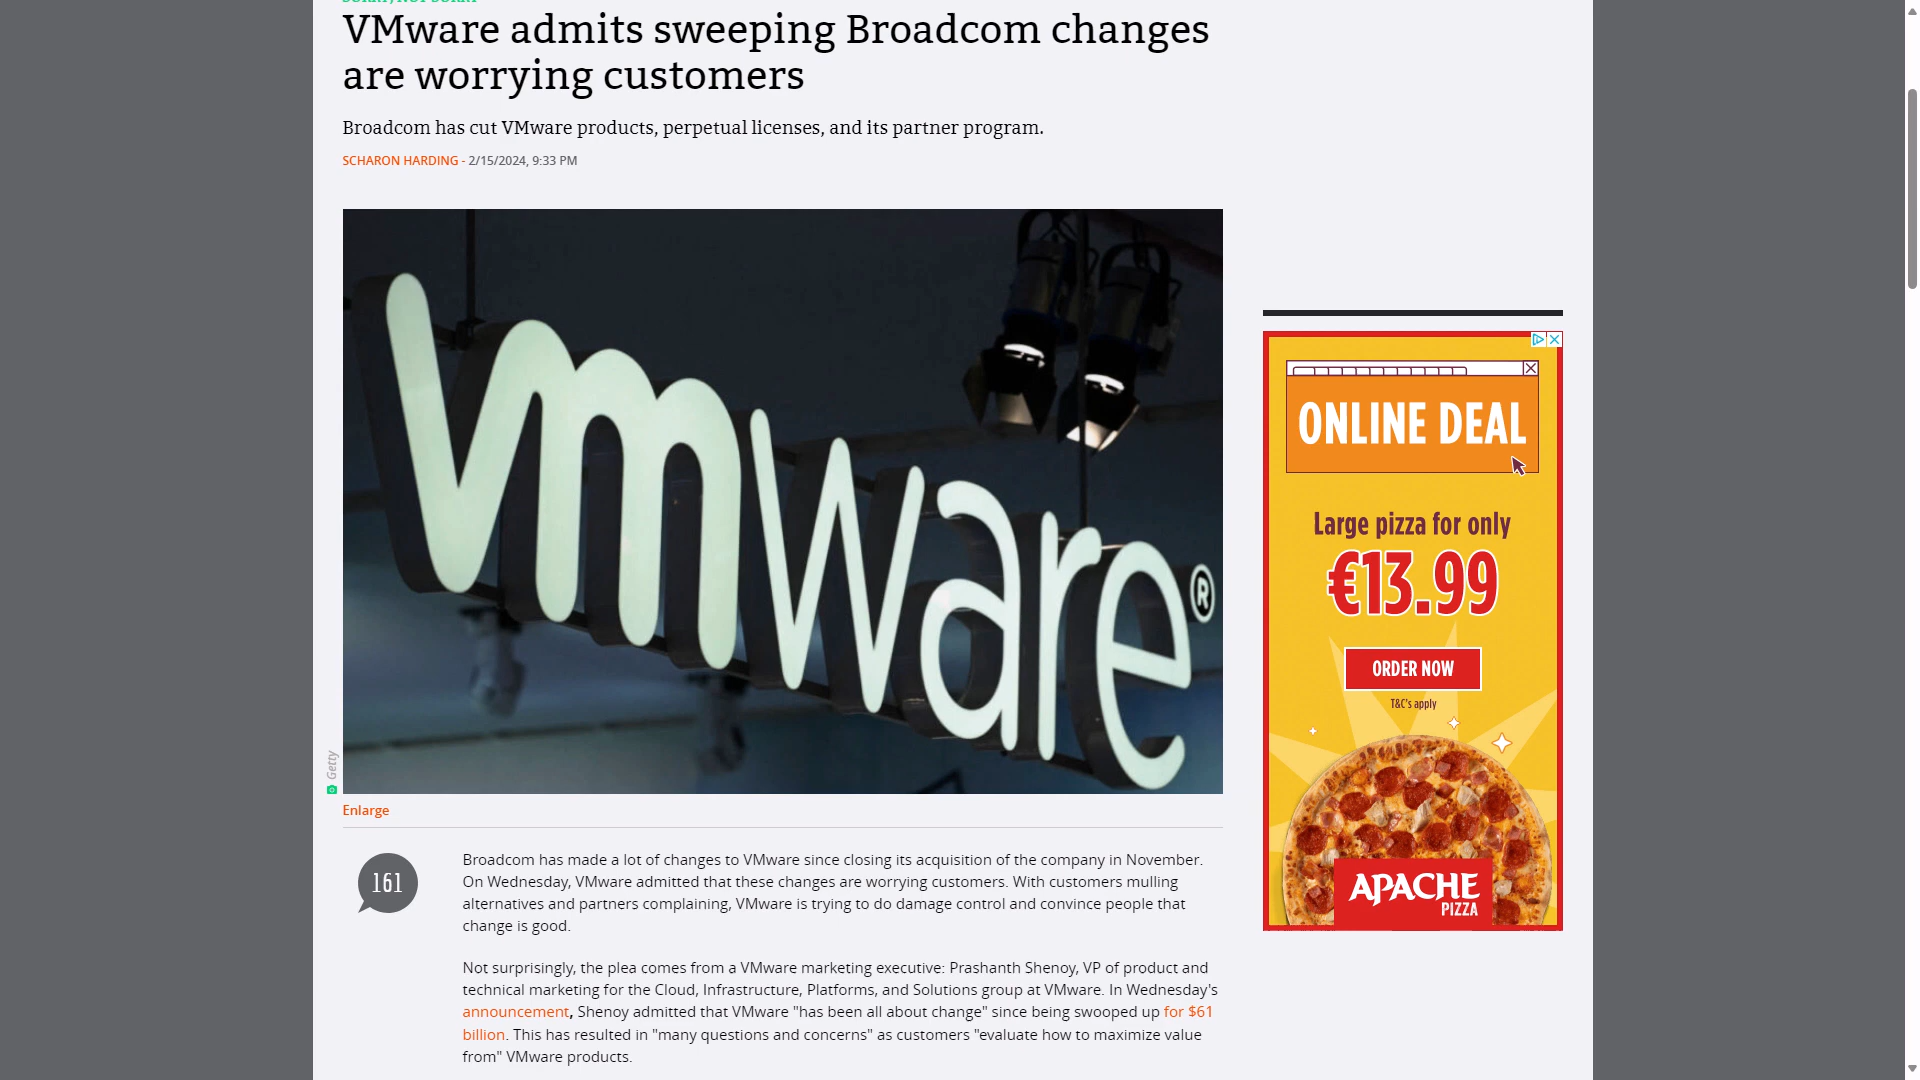 VMware admits sweeping Broadcom changes
are worrying customers
Broadcom has cut VMware products, perpetual licenses, and its partner program.
SCHARON HARDING - 2/15/2024, 9:33 PM
vmware®
Getty
Enlarge
161
Broadcom has made a lot of changes to VMware since closing its acquisition of the company in November.
On Wednesday, VMware admitted that these changes are worrying customers. With customers mulling
alternatives and partners complaining, VMware is trying to do damage control and convince people that
change is good.
Not surprisingly, the plea comes from a VMware marketing executive: Prashanth Shenoy, VP of product and
technical marketing for the Cloud, Infrastructure, Platforms, and Solutions group at VMware. In Wednesday's
announcement, Shenoy admitted that VMware "has been all about change" since being swooped up for $61
billion. This has resulted in "many questions and concerns" as customers "evaluate how to maximize value
from" VMware products.
ONLINE DEAL
Large pizza for only
€13.99
ORDER NOW
T&C's apply
APACHE
PIZZA